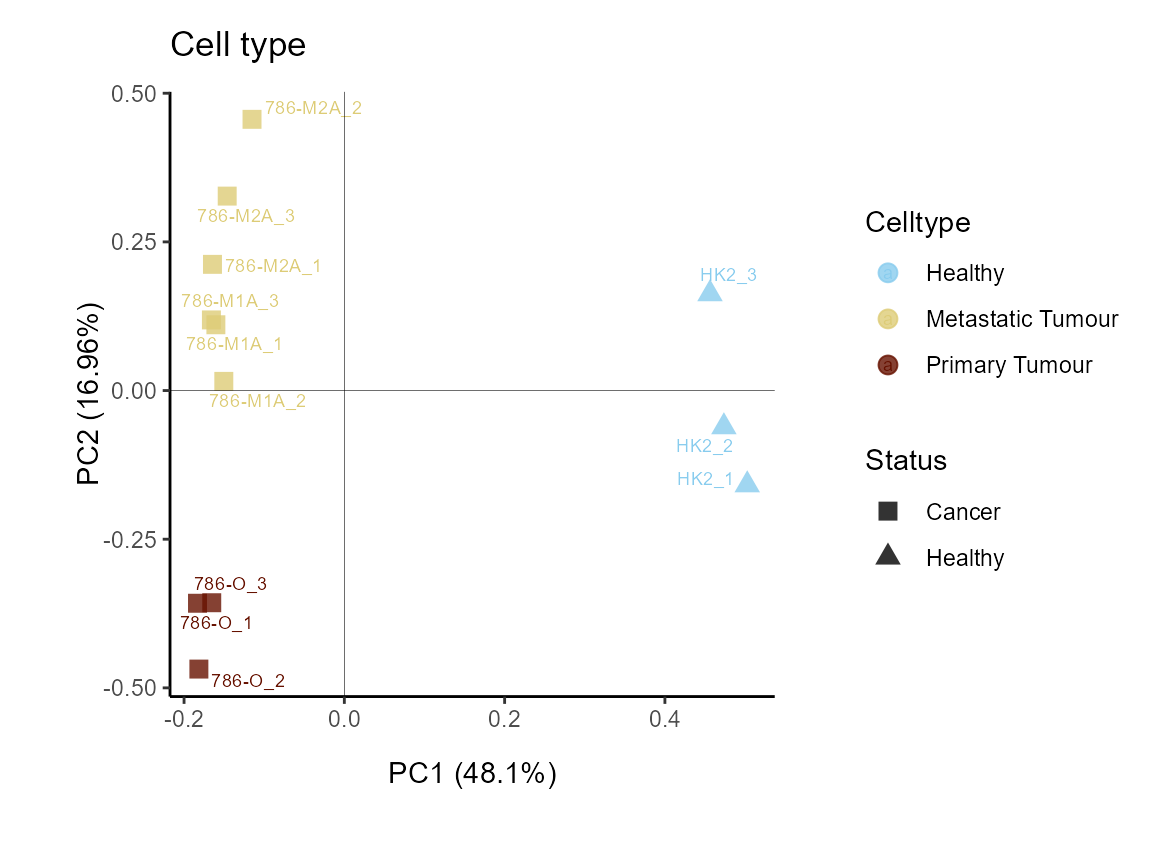 Cell type
0.50
0.25
0.00
-0.25
-0.50
PC2 (16.96%)
786-M2A_2
786-M2A_3
786-M2A_1
786-M1A_3
786-M1A_1
786-M1A_2
HK2_3
HK2_2
HK2_1
786-O_3
786-O_1
786-O_2
-0.2
0.0
0.2
0.4
PC1 (48.1%)
Celltype
a Healthy
a Metastatic Tumour
a Primary Tumour
Status
Cancer
Healthy